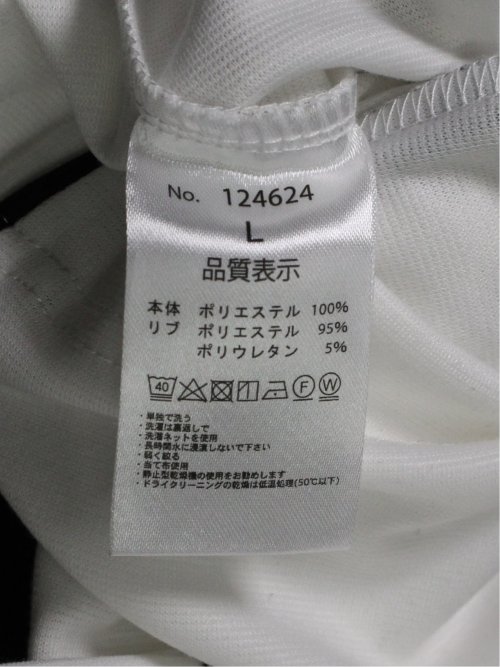 No. 124624
L
品質表示
本体 ポリエステル 100%
リブ ポリエステル 95%
ポリウレタン 5%
40 F W
・単独で洗う
・洗濯は裏返しで
・洗濯ネットを使用
・長時間水に浸漬しないで下さい
・弱く絞る
・当て布使用
・静止型乾燥機の使用をお勧めします
・ドライクリーニングの乾燥は低温処理(50℃以下)